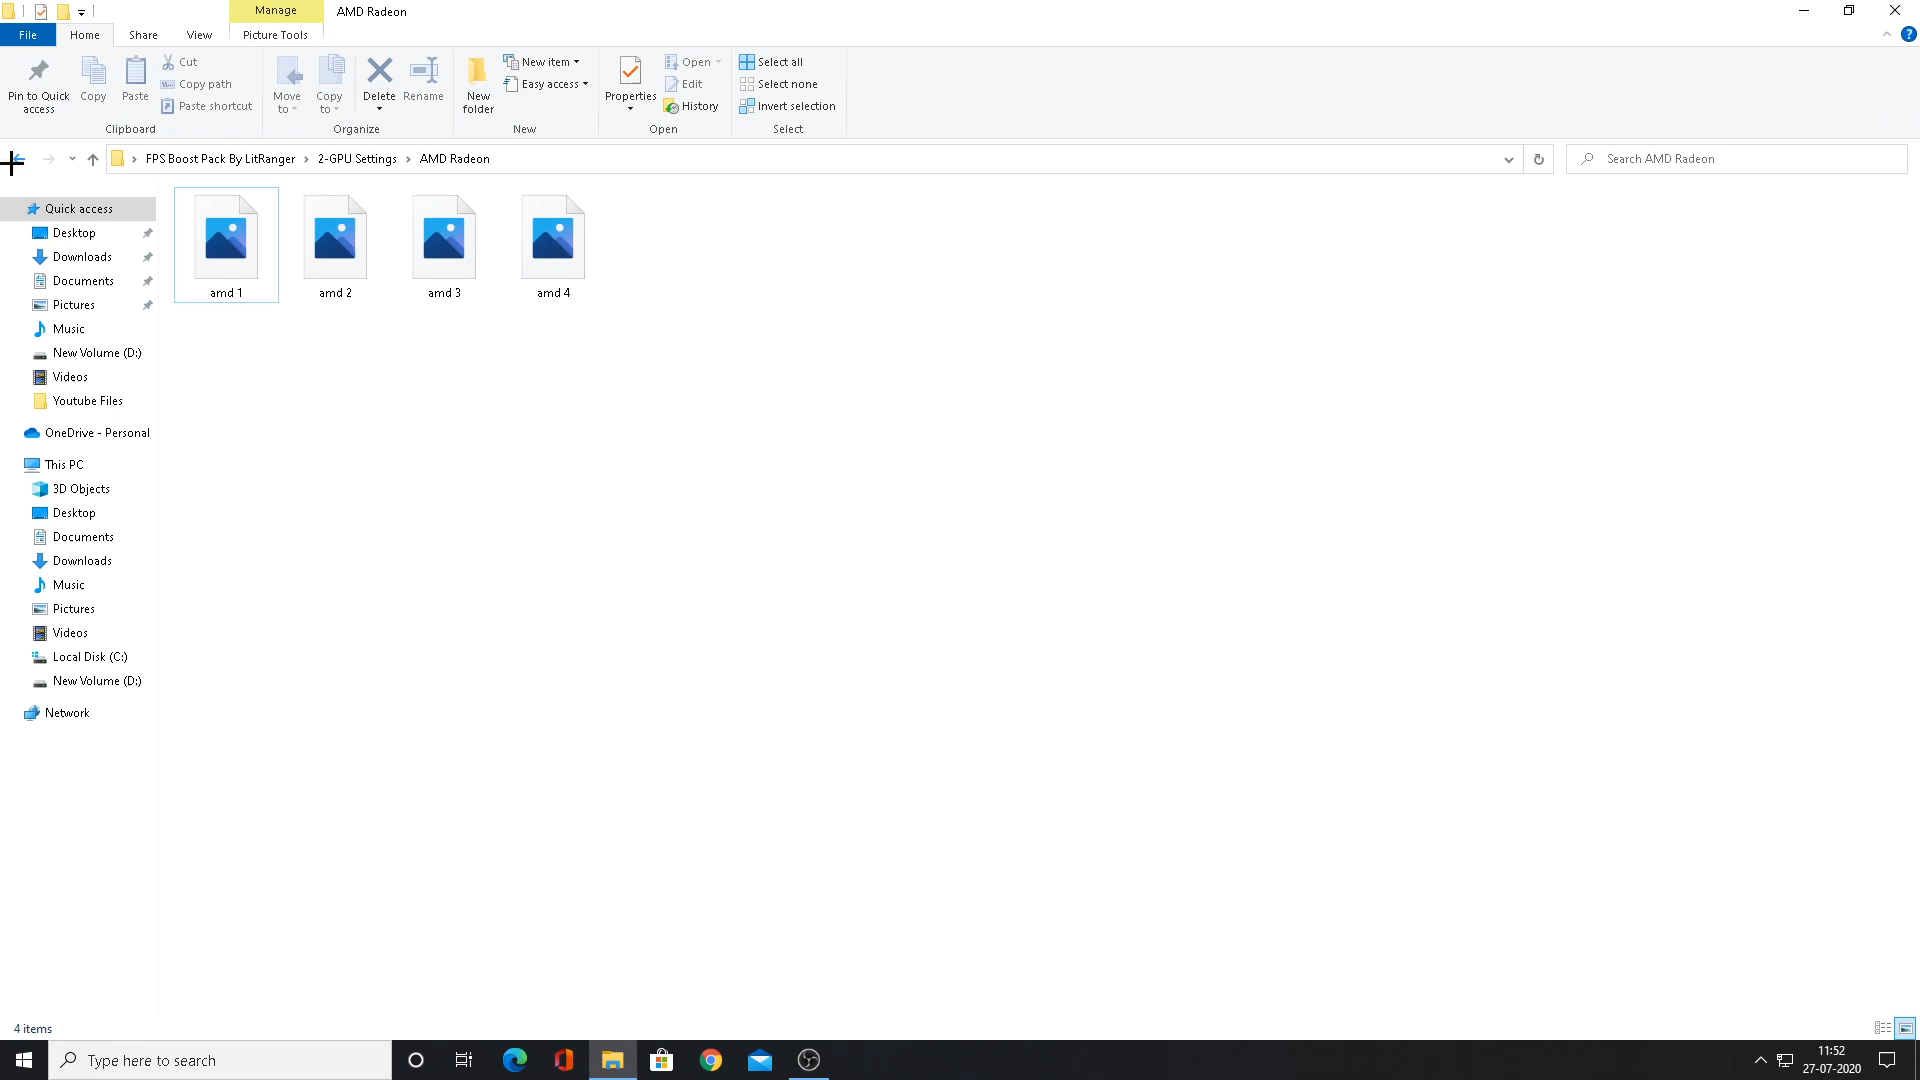 Manage
AMD Radeon
File
Home
Share
View
Picture Tools
Pin to Quick
access
Copy
Paste
Cut
Copy path
Paste shortcut
Clipboard
Move
to
Copy
to
Delete
Rename
Organize
New
folder
New item
Easy access
New
Properties
Open
Edit
History
Open
Select all
Select none
Invert selection
Select
FPS Boost Pack By LitRanger
2-GPU Settings
AMD Radeon
Search AMD Radeon
Quick access
Desktop
Downloads
Documents
Pictures
Music
New Volume (D:)
Videos
Youtube Files
OneDrive - Personal
This PC
3D Objects
Desktop
Documents
Downloads
Music
Pictures
Videos
Local Disk (C:)
New Volume (D:)
Network
amd 1
amd 2
amd 3
amd 4
4 items
Type here to search
11:52
27-07-2020